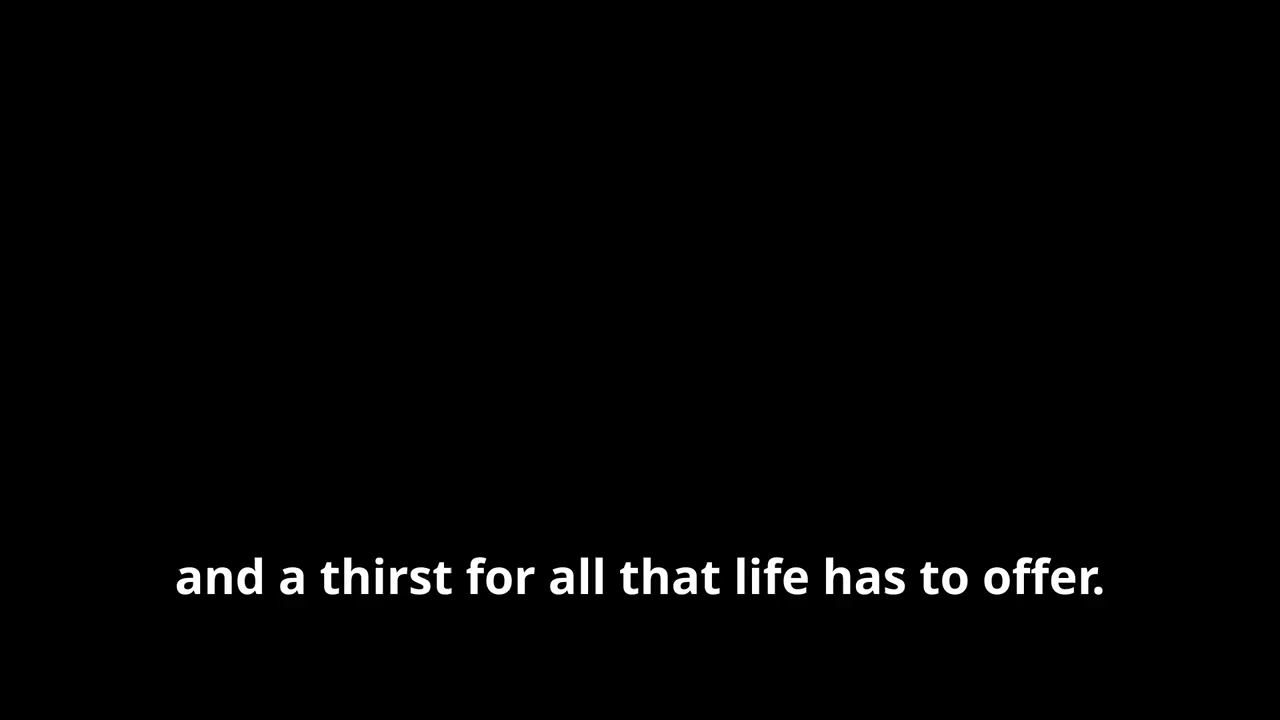 and a thirst for all that life has to offer.